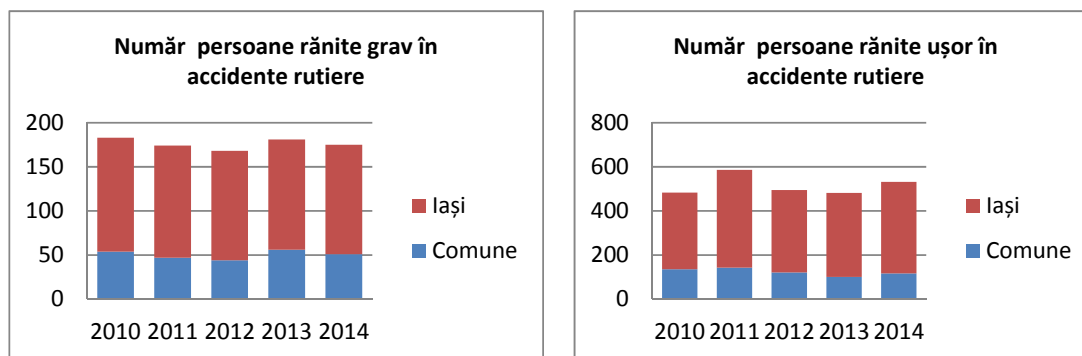 Număr persoane rănite grav în
accidente rutiere
200
150
100
50
0
2010 2011 2012 2013 2014
Iași
Comune
Număr persoane rănite ușor în
accidente rutiere
800
600
400
200
0
2010 2011 2012 2013 2014
Iași
Comune